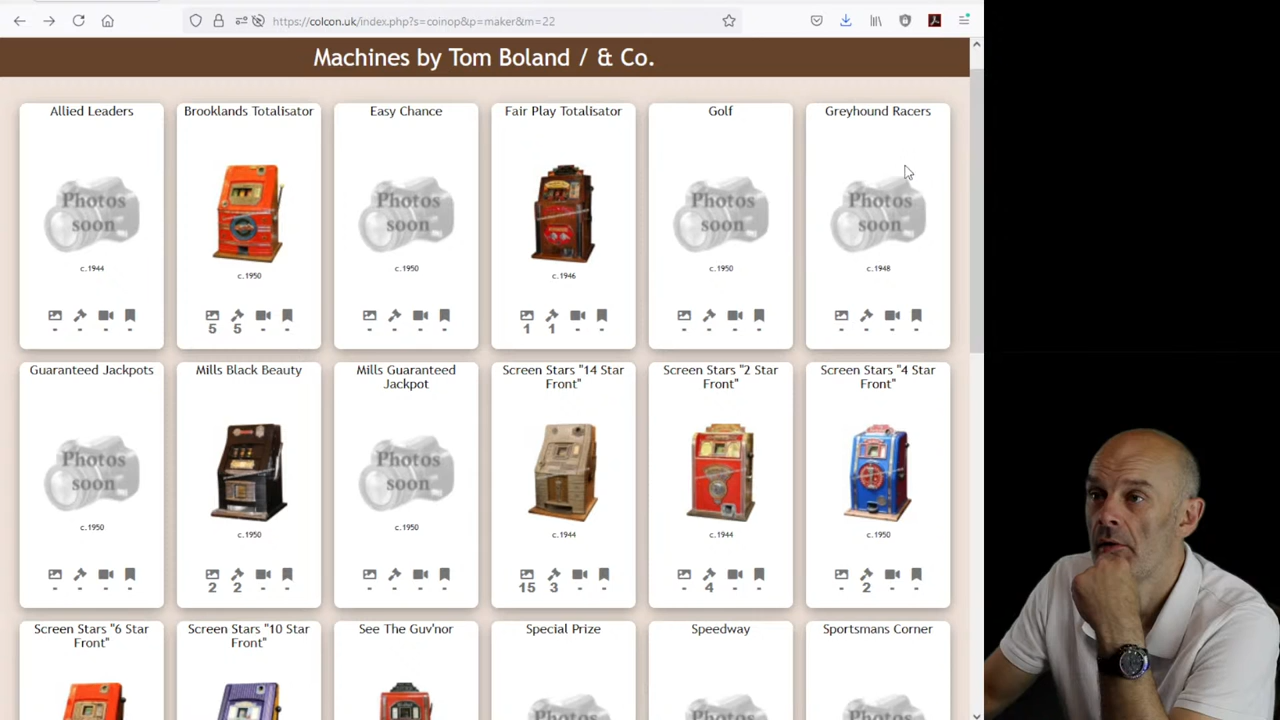 https://colcon.uk/index.php?s=coinop&p=maker&m=22
Machines by Tom Boland / & Co.
Allied Leaders
Photos
soon
c.1944
- - - -
Brooklands Totalisator
c.1950
5 5 - -
Easy Chance
Photos
soon
c.1950
- - - -
Fair Play Totalisator
c.1946
1 1 - -
Golf
Photos
soon
c.1950
- - - -
Greyhound Racers
Photos
soon
c.1948
- - - -
Guaranteed Jackpots
Photos
soon
c.1950
- - - -
Mills Black Beauty
c.1950
2 2 - -
Mills Guaranteed
Jackpot
Photos
soon
c.1950
- - - -
Screen Stars "14 Star
Front"
c.1944
15 3 - -
Screen Stars "2 Star
Front"
c.1944
- 4 - -
Screen Stars "4 Star
Front"
c.1950
- 2 - -
Screen Stars "6 Star
Front"
Screen Stars "10 Star
Front"
See The Guv'nor
Special Prize
Speedway
Sportsmans Corner